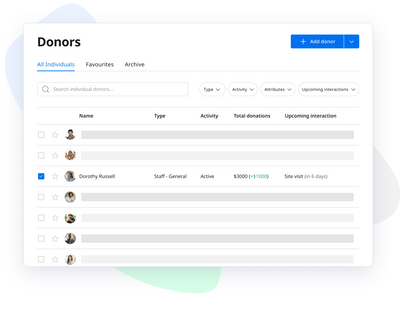 Donors
+ Add donor
All Individuals Favourites Archive
Search individual donors...
Type Activity Attributes Upcoming interactions
Name Type Activity Total donations Upcoming interaction
Dorothy Russell Staff - General Active $3000 (+$1000) Site visit (in 6 days)